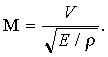 M = V / √(E / ρ).